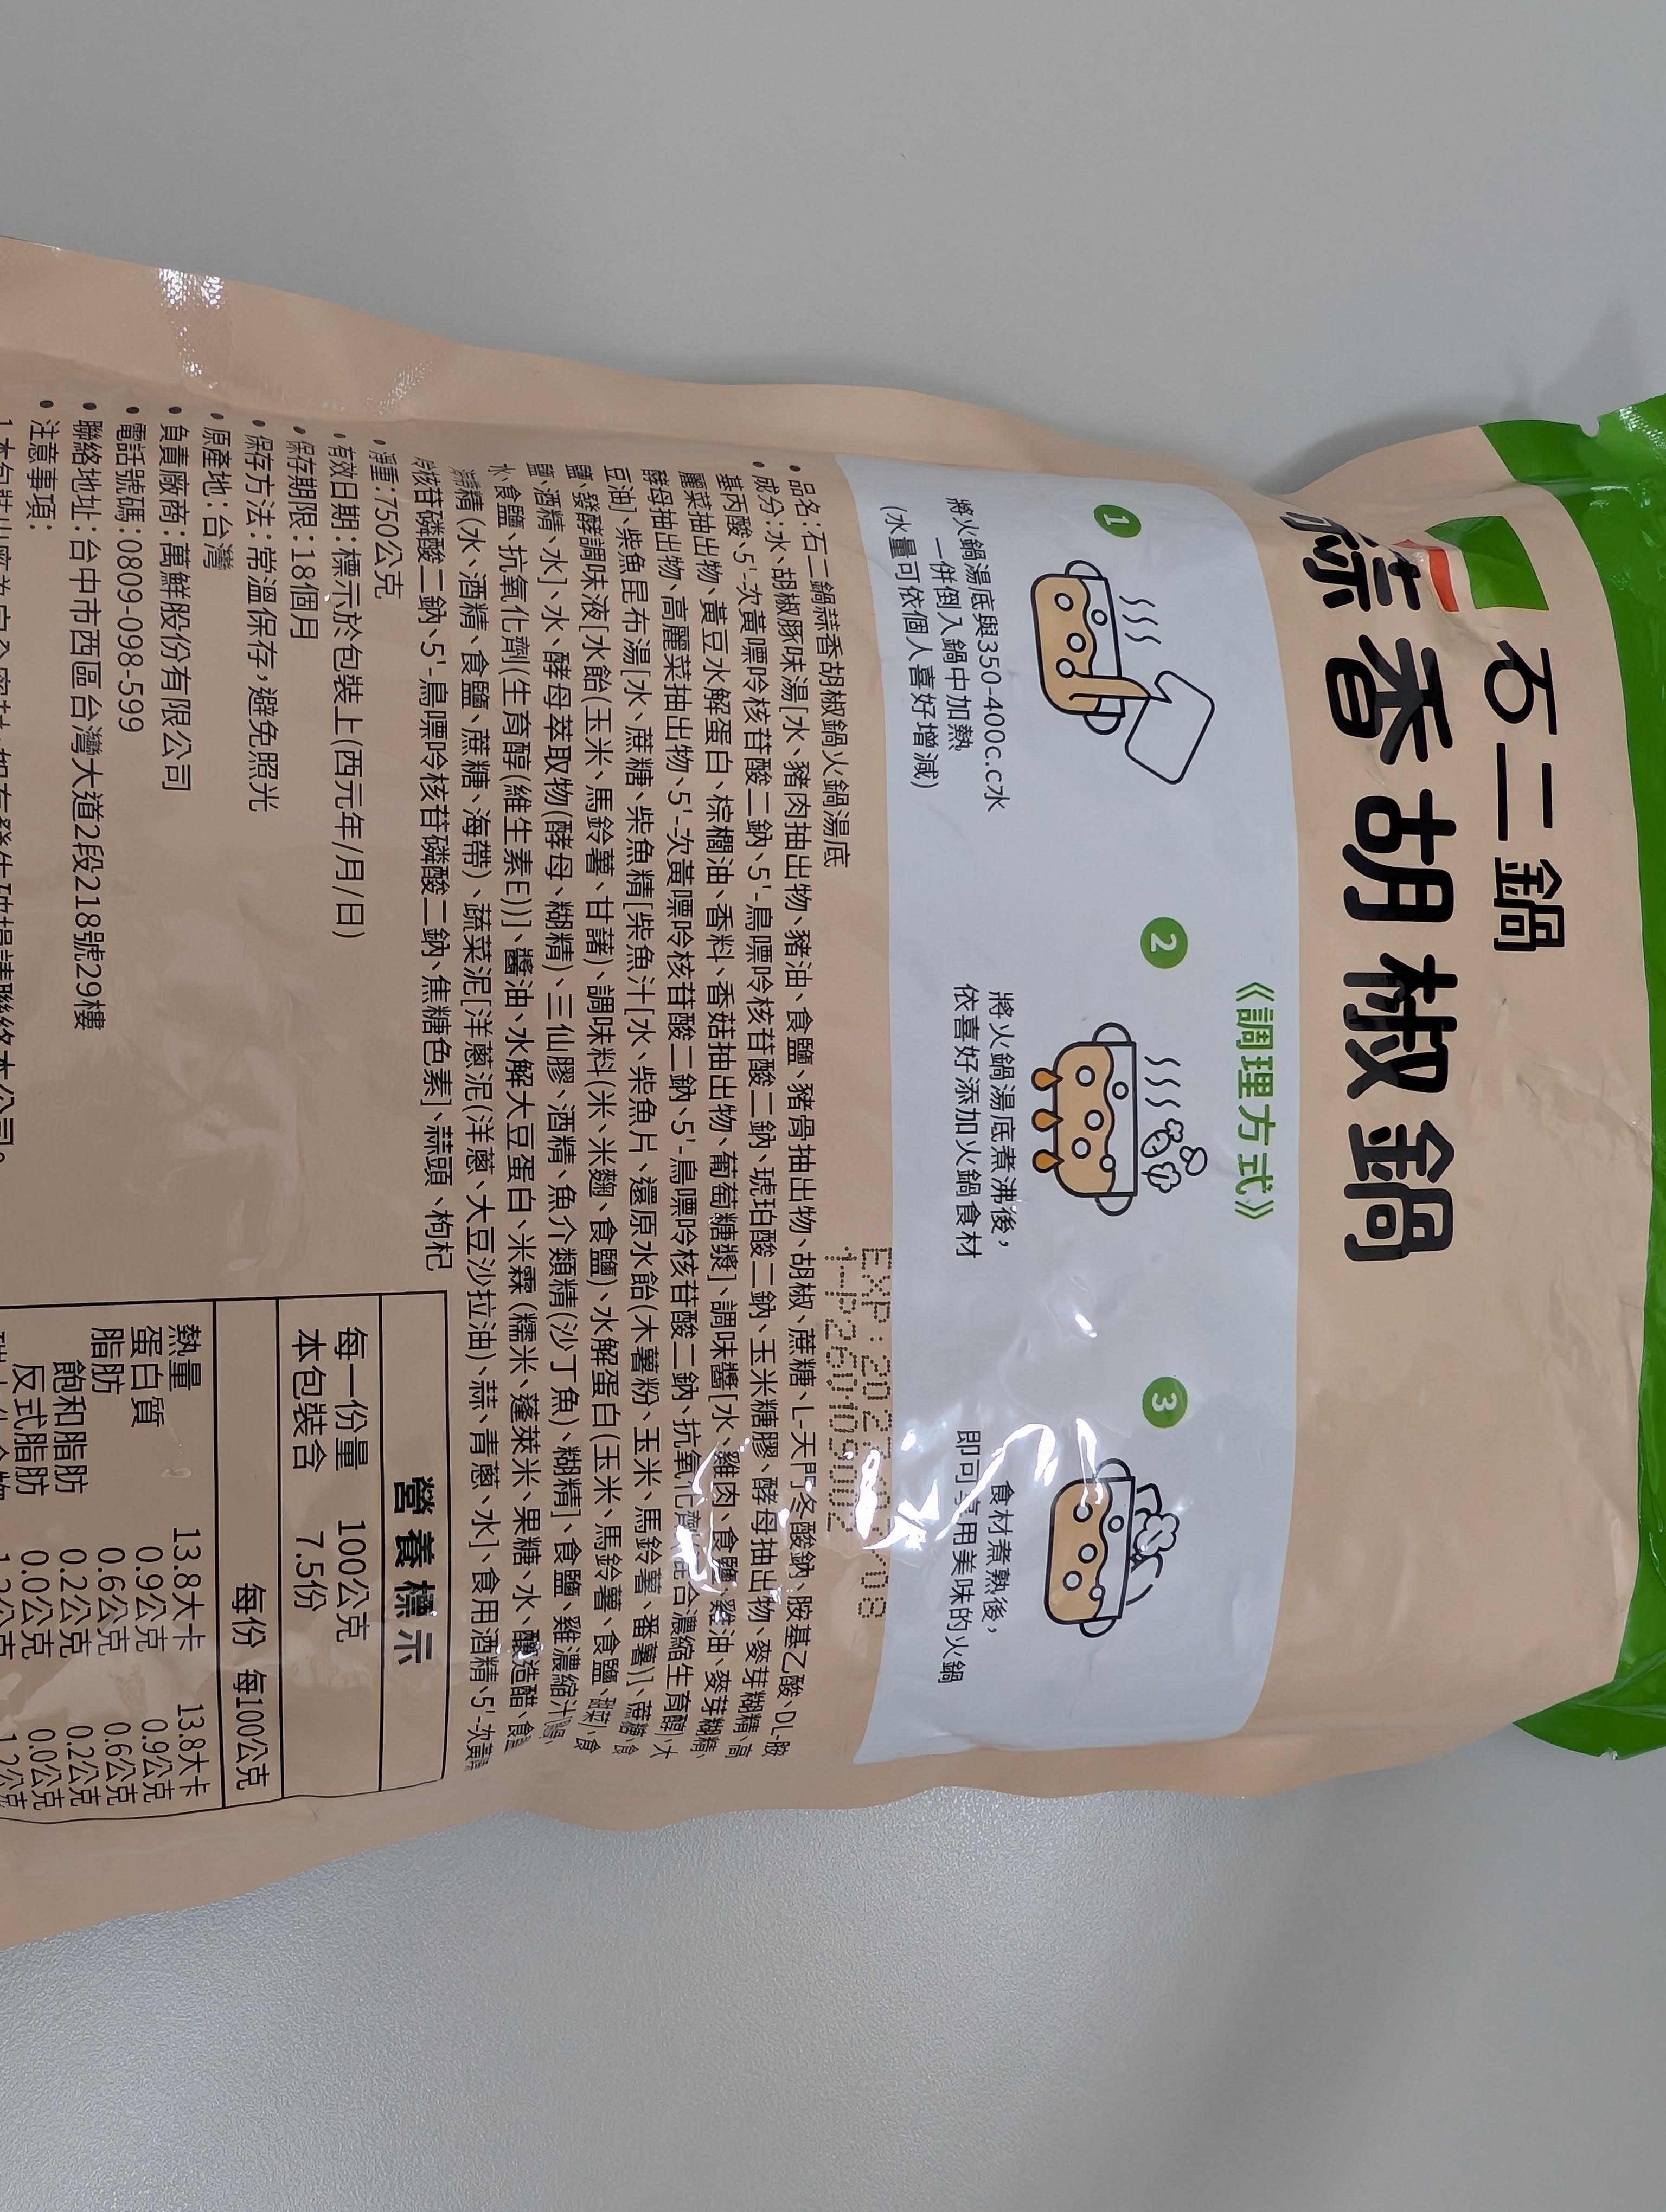 石二鍋
蒜香胡椒鍋
《調理方式》
1
將火鍋湯底與350-400c.c水
一併倒入鍋中加熱
(水量可依個人喜好增減)
2
將火鍋湯底煮沸後，
依喜好添加火鍋食材
3
食材煮熟後，
即可享用美味的火鍋
EXP:
• 品名：石二鍋蒜香胡椒鍋火鍋湯底
• 成分：水、胡椒豚味湯[水、豬肉抽出物、豬油、食鹽、豬骨抽出物、胡椒、蔗糖、L-天門冬酸鈉、胺基乙酸、DL-胺
基丙酸、5'-次黃嘌呤核苷酸二鈉、5'-鳥嘌呤核苷酸二鈉、琥珀酸二鈉、玉米糖膠、酵母抽出物、麥芽糊精、高
麗菜抽出物、黃豆水解蛋白、棕櫚油、香料、香菇抽出物、葡萄糖漿]、調味醬[水、雞肉、食鹽、雞油、麥芽糊精、
酵母抽出物、高麗菜抽出物、5'-次黃嘌呤核苷酸二鈉、5'-鳥嘌呤核苷酸二鈉、抗氧化劑(混合濃縮生育醇)、大
豆油]、柴魚昆布湯[水、蔗糖、柴魚精[柴魚汁[水、柴魚片、還原水飴(木薯粉、玉米、馬鈴薯、番薯)]、蔗糖、食
鹽、發酵調味液[水飴(玉米、馬鈴薯、甘藷)、調味料(米、米麴、食鹽)、水解蛋白(玉米、馬鈴薯、食鹽、甜菜)、食
鹽、酒精、水]、水、酵母萃取物(酵母、糊精)、三仙膠、酒精、魚介類精(沙丁魚)、糊精]、食鹽、雞濃縮汁
水、食鹽、抗氧化劑(生育醇(維生素E))]、醬油、水解大豆蛋白、米霖(糯米、蓬萊米、果糖、水、釀造醋、食鹽
、酒精(水、酒精、食鹽、蔗糖、海帶)、蔬菜泥[洋蔥泥(洋蔥、大豆沙拉油)、蒜、青蔥、水]、食用酒精、5'-次黃嘌
呤核苷磷酸二鈉、5'-鳥嘌呤核苷磷酸二鈉、焦糖色素]、蒜頭、枸杞
• 淨重：750公克
• 有效日期：標示於包裝上(西元年/月/日)
• 保存期限：18個月
• 保存方法：常溫保存，避免照光
• 原產地：台灣
• 負責廠商：萬鮮股份有限公司
• 電話號碼：0809-098-599
• 聯絡地址：台中市西區台灣大道2段218號29樓
• 注意事項：
營養標示
每一份量 100公克
本包裝含 7.5份
每份 每100公克
熱量 13.8大卡 13.8大卡
蛋白質 0.9公克 0.9公克
脂肪 0.6公克 0.6公克
飽和脂肪 0.2公克 0.2公克
反式脂肪 0.0公克 0.0公克